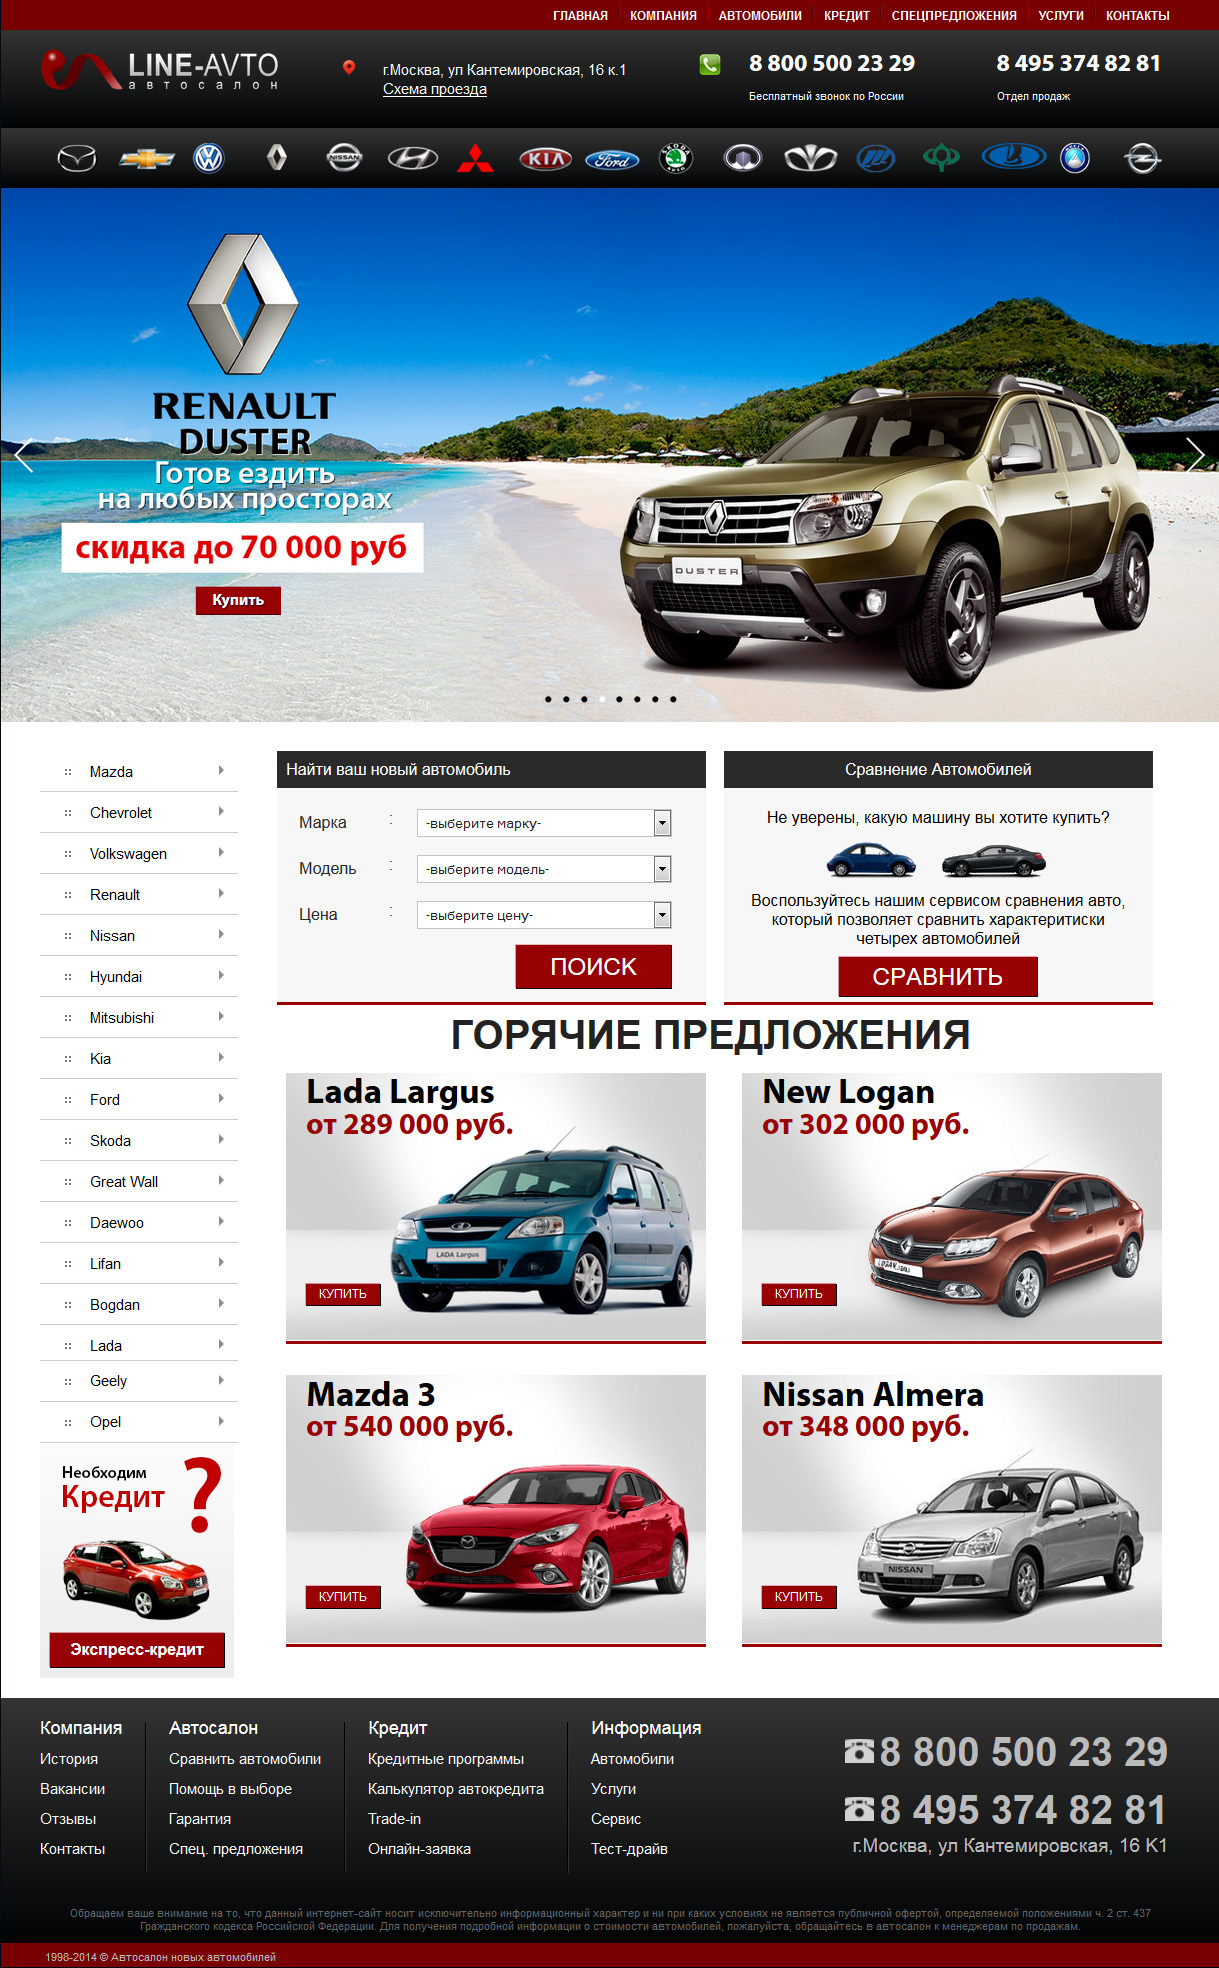 ГЛАВНАЯ КОМПАНИЯ АВТОМОБИЛИ КРЕДИТ СПЕЦПРЕДЛОЖЕНИЯ УСЛУГИ КОНТАКТЫ
LINE-AVTO
автосалон
г.Москва, ул Кантемировская, 16 к.1
Схема проезда
8 800 500 23 29
Бесплатный звонок по России
8 495 374 82 81
Отдел продаж
NISSAN KIA Ford SKODA AUTO
RENAULT
DUSTER
Готов ездить
на любых просторах
скидка до 70 000 руб
Купить
DUSTER
Mazda
Chevrolet
Volkswagen
Renault
Nissan
Hyundai
Mitsubishi
Kia
Ford
Skoda
Great Wall
Daewoo
Lifan
Bogdan
Lada
Geely
Opel
Необходим
Кредит ?
Экспресс-кредит
Найти ваш новый автомобиль
Марка : -выберите марку-
Модель : -выберите модель-
Цена : -выберите цену-
ПОИСК
Сравнение Автомобилей
Не уверены, какую машину вы хотите купить?
Воспользуйтесь нашим сервисом сравнения авто,
который позволяет сравнить характеритиски
четырех автомобилей
СРАВНИТЬ
ГОРЯЧИЕ ПРЕДЛОЖЕНИЯ
Lada Largus
от 289 000 руб.
LADA Largus
КУПИТЬ
New Logan
от 302 000 руб.
КУПИТЬ
Mazda 3
от 540 000 руб.
КУПИТЬ
Nissan Almera
от 348 000 руб.
NISSAN
КУПИТЬ
Компания
История
Вакансии
Отзывы
Контакты
Автосалон
Сравнить автомобили
Помощь в выборе
Гарантия
Спец. предложения
Кредит
Кредитные программы
Калькулятор автокредита
Trade-in
Онлайн-заявка
Информация
Автомобили
Услуги
Сервис
Тест-драйв
8 800 500 23 29
8 495 374 82 81
г.Москва, ул Кантемировская, 16 К1
Обращаем ваше внимание на то, что данный интернет-сайт носит исключительно информационный характер и ни при каких условиях не является публичной офертой, определяемой положениями ч. 2 ст. 437
Гражданского кодекса Российской Федерации. Для получения подробной информации о стоимости автомобилей, пожалуйста, обращайтесь в автосалон к менеджерам по продажам.
1998-2014 © Автосалон новых автомобилей